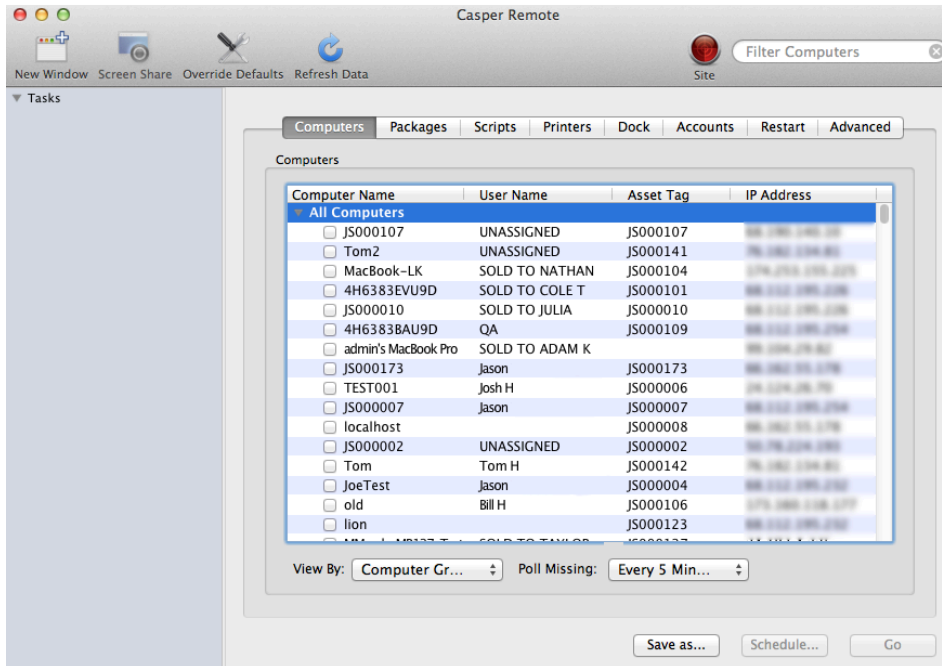 Casper Remote
New Window Screen Share Override Defaults Refresh Data Site Filter Computers
Tasks
Computers Packages Scripts Printers Dock Accounts Restart Advanced
Computers
Computer Name User Name Asset Tag IP Address
All Computers
JS000107 UNASSIGNED JS000107
Tom2 UNASSIGNED JS000141
MacBook-LK SOLD TO NATHAN JS000104
4H6383EVU9D SOLD TO COLE T JS000101
JS000010 SOLD TO JULIA JS000010
4H6383BAU9D QA JS000109
admin's MacBook Pro SOLD TO ADAM K
JS000173 Jason JS000173
TEST001 Josh H JS000006
JS000007 Jason JS000007
localhost JS000008
JS000002 UNASSIGNED JS000002
Tom Tom H JS000142
JoeTest Jason JS000004
old Bill H JS000106
lion JS000123
View By: Computer Gr... Poll Missing: Every 5 Min...
Save as... Schedule... Go